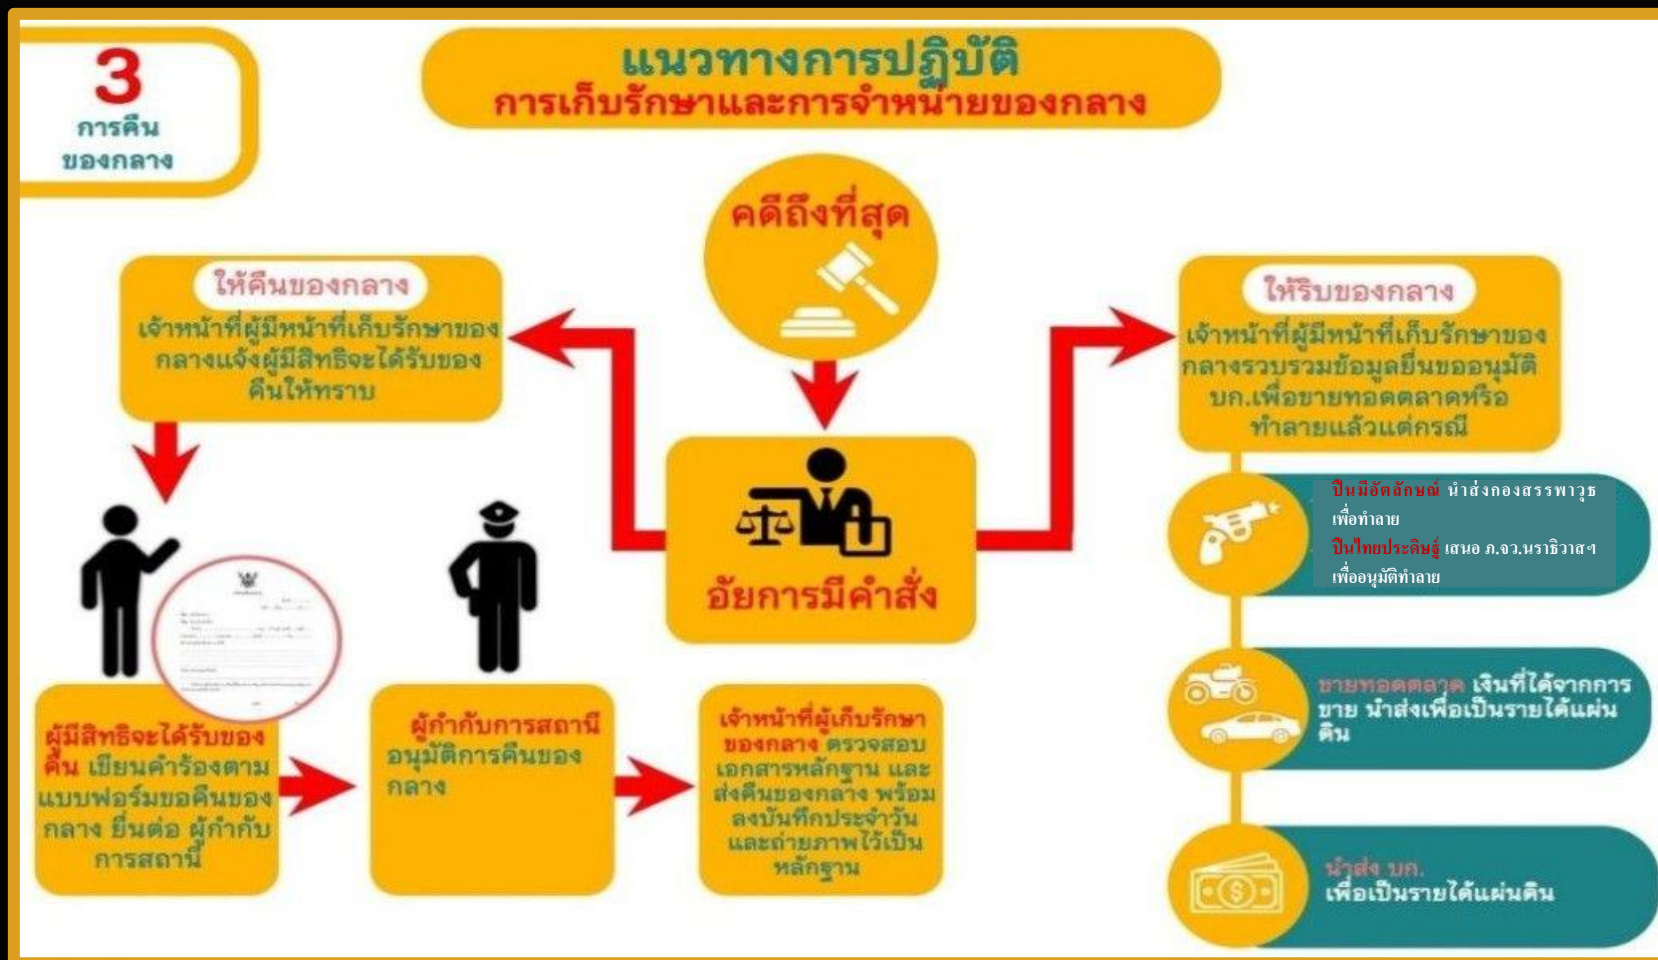 3
การคืน
ของกลาง
แนวทางการปฏิบัติ
การเก็บรักษาและการจำหน่ายของกลาง
คดีถึงที่สุด
ให้คืนของกลาง
เจ้าหน้าที่ผู้มีหน้าที่เก็บรักษาของ
กลางแจ้งผู้มีสิทธิจะได้รับของ
คืนให้ทราบ
อัยการมีคำสั่ง
ให้ริบของกลาง
เจ้าหน้าที่ผู้มีหน้าที่เก็บรักษาของ
กลางรวบรวมข้อมูลยื่นขออนุมัติ
บก.เพื่อขายทอดตลาดหรือ
ทำลายแล้วแต่กรณี
ปืนมีอัตลักษณ์ นำส่งกองสรรพาวุธ
เพื่อทำลาย
ปืนไทยประดิษฐ์ เสนอ ภ.จว.นราธิวาสฯ
เพื่ออนุมัติทำลาย
ขายทอดตลาด เงินที่ได้จากการ
ขาย นำส่งเพื่อเป็นรายได้แผ่น
ดิน
นำส่ง บก.
เพื่อเป็นรายได้แผ่นดิน
ผู้มีสิทธิจะได้รับของ
คืน เขียนคำร้องตาม
แบบฟอร์มขอคืนของ
กลาง ยื่นต่อ ผู้กำกับ
การสถานี
ผู้กำกับการสถานี
อนุมัติการคืนของ
กลาง
เจ้าหน้าที่ผู้เก็บรักษา
ของกลาง ตรวจสอบ
เอกสารหลักฐาน และ
ส่งคืนของกลาง พร้อม
ลงบันทึกประจำวัน
และถ่ายภาพไว้เป็น
หลักฐาน